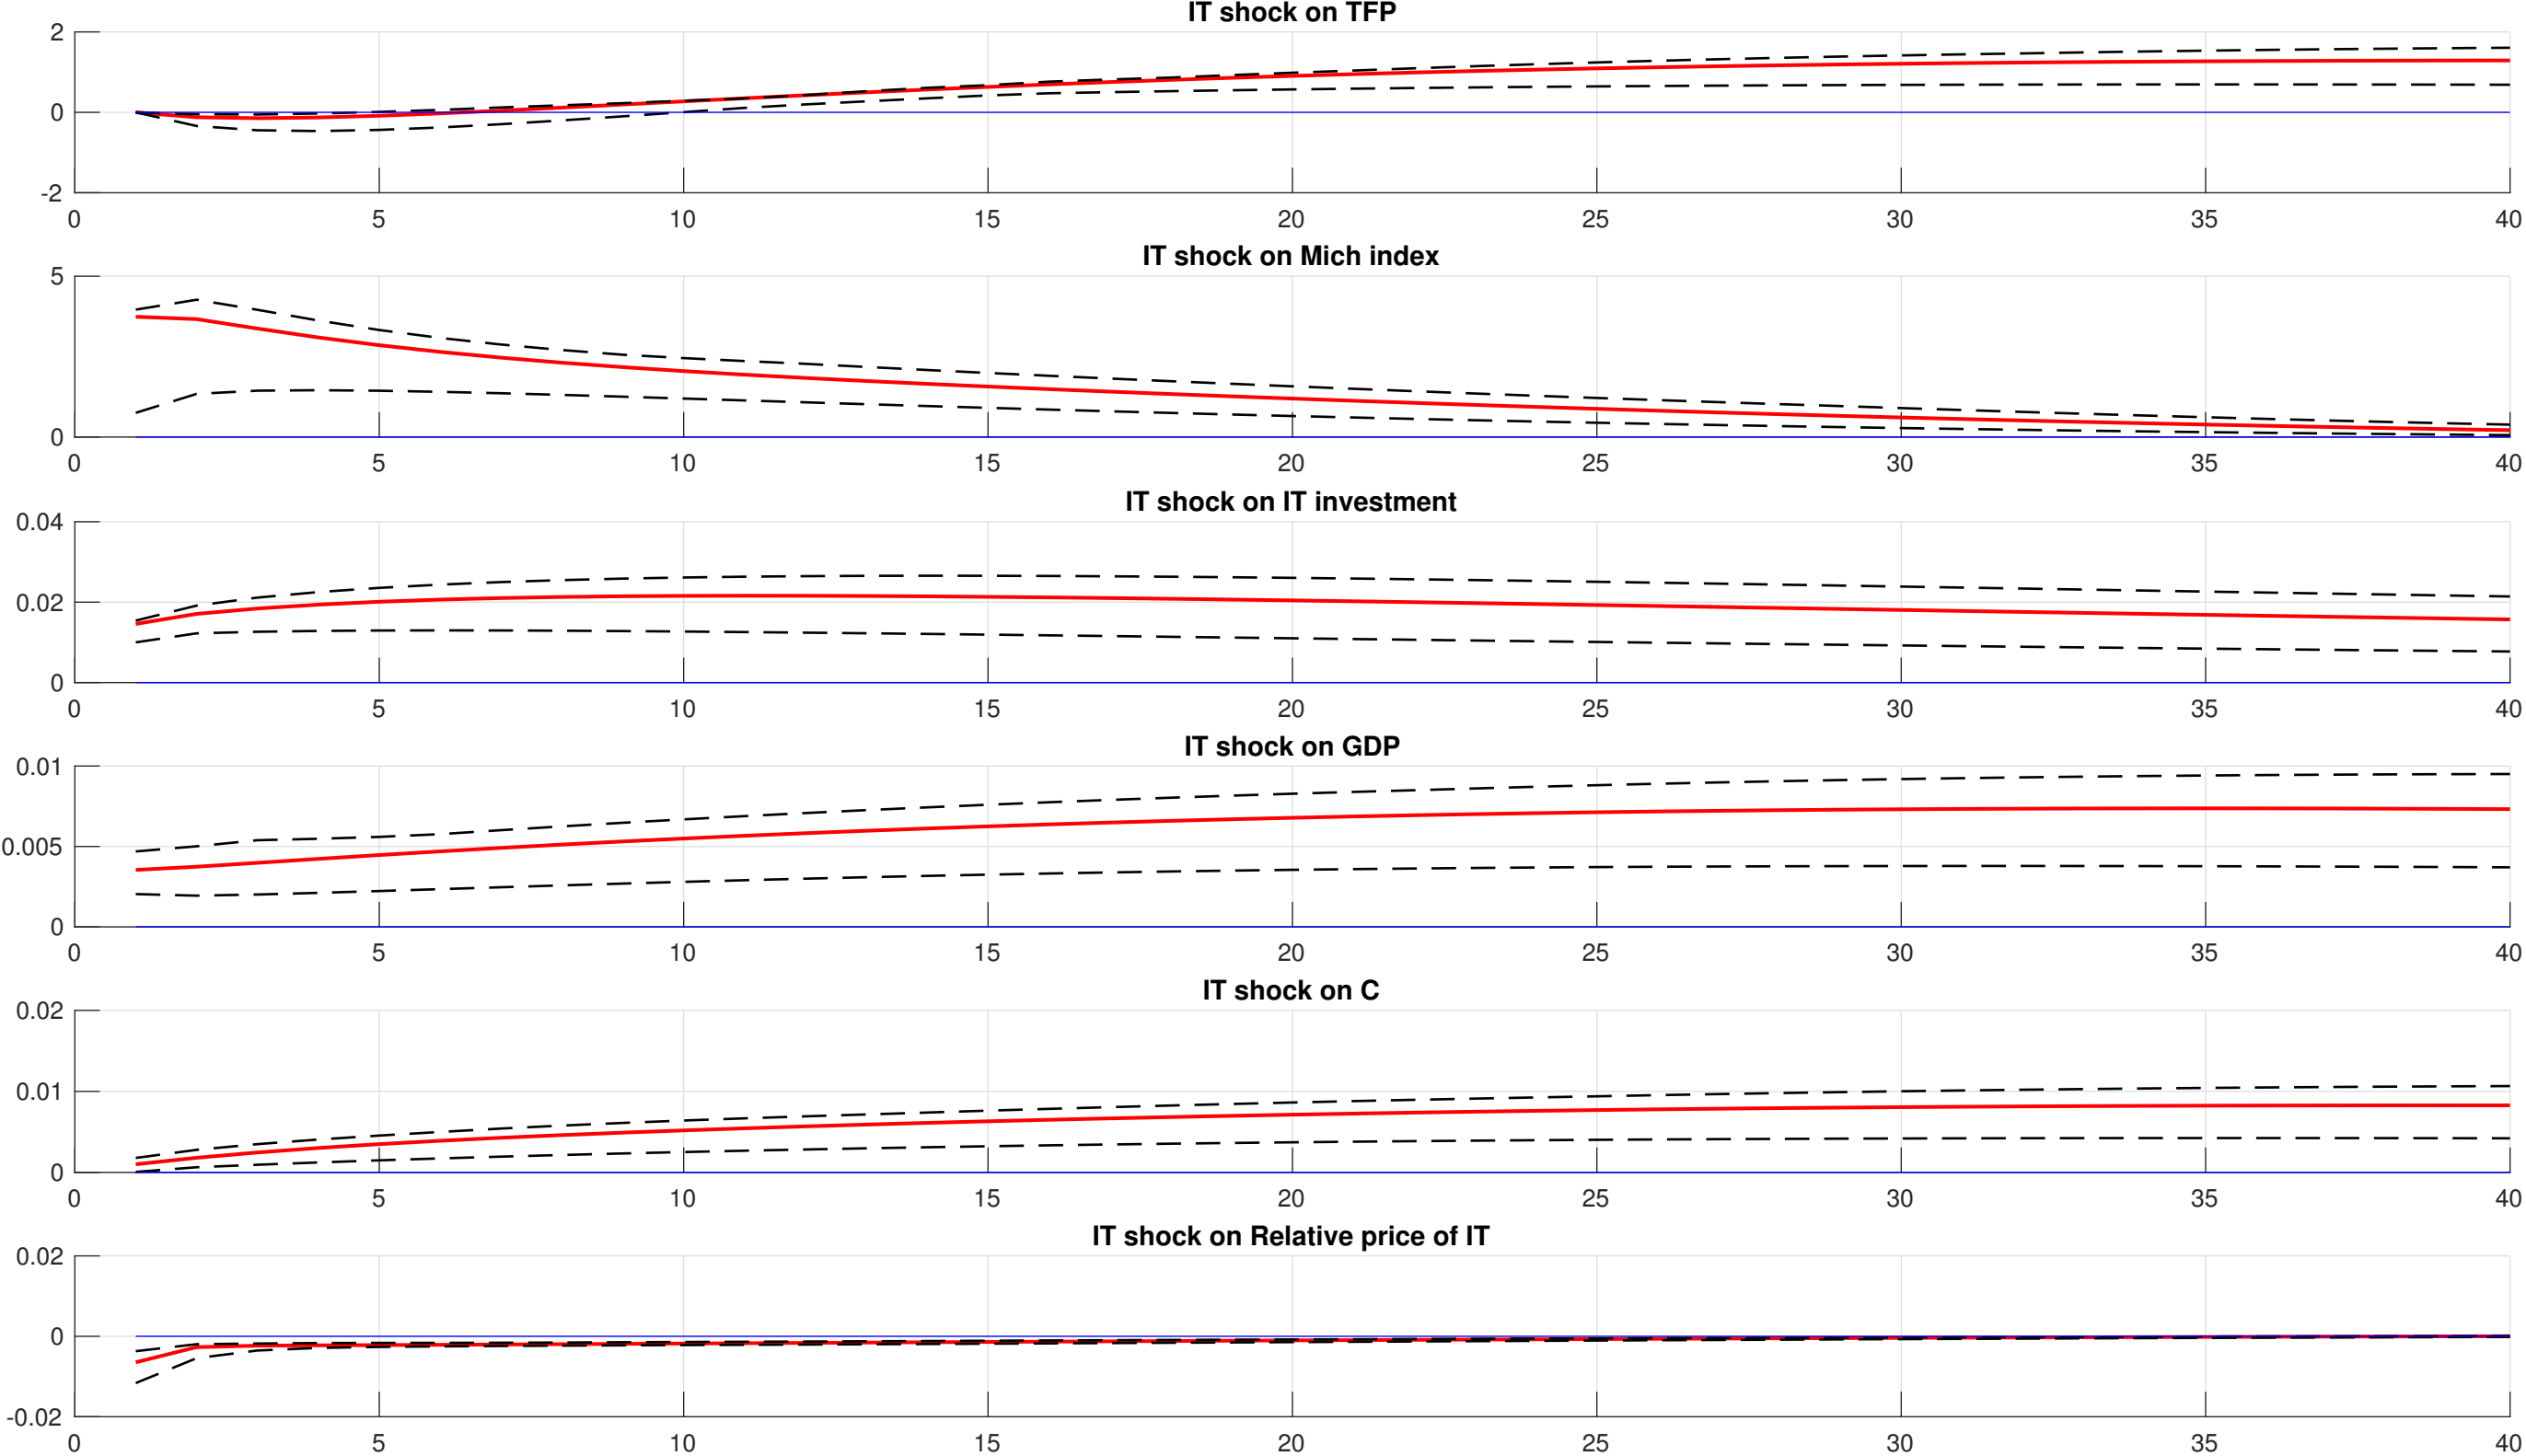 IT shock on TFP
2
0
-2
0 5 10 15 20 25 30 35 40
IT shock on Mich index
5
0
0 5 10 15 20 25 30 35 40
IT shock on IT investment
0.04
0.02
0
0 5 10 15 20 25 30 35 40
IT shock on GDP
0.01
0.005
0
0 5 10 15 20 25 30 35 40
IT shock on C
0.02
0.01
0
0 5 10 15 20 25 30 35 40
IT shock on Relative price of IT
0.02
0
-0.02
0 5 10 15 20 25 30 35 40